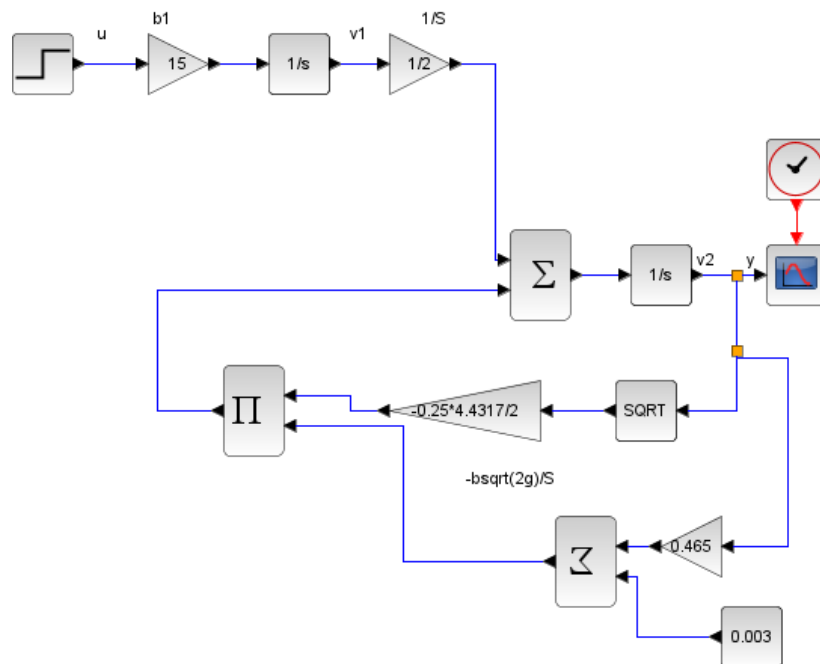 b1
1/S
u
v1
15
1/s
1/2
Σ
1/s
v2
y
Π
-0.25*4.4317/2
SQRT
-bsqrt(2g)/S
Σ
0.465
0.003